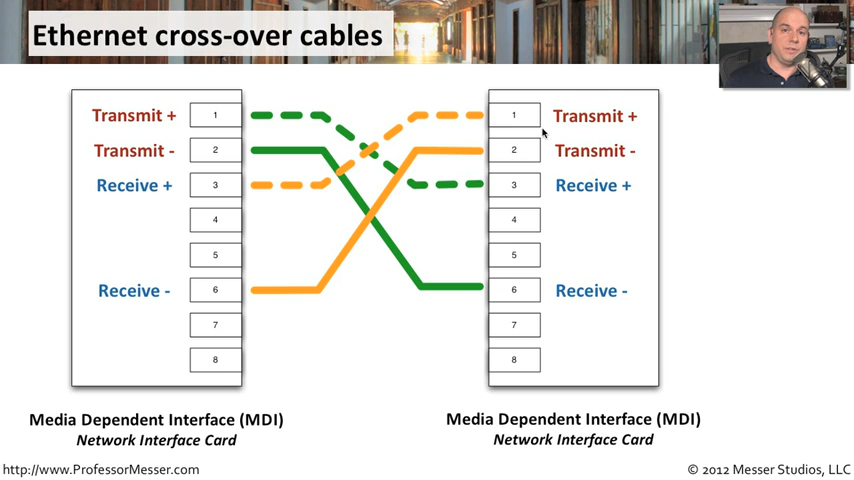 Ethernet cross-over cables
Transmit + 1 1 Transmit +
Transmit - 2 2 Transmit -
Receive + 3 3 Receive +
4 4
5 5
Receive - 6 6 Receive -
7 7
8 8
Media Dependent Interface (MDI) Media Dependent Interface (MDI)
Network Interface Card Network Interface Card
http://www.ProfessorMesser.com © 2012 Messer Studios, LLC